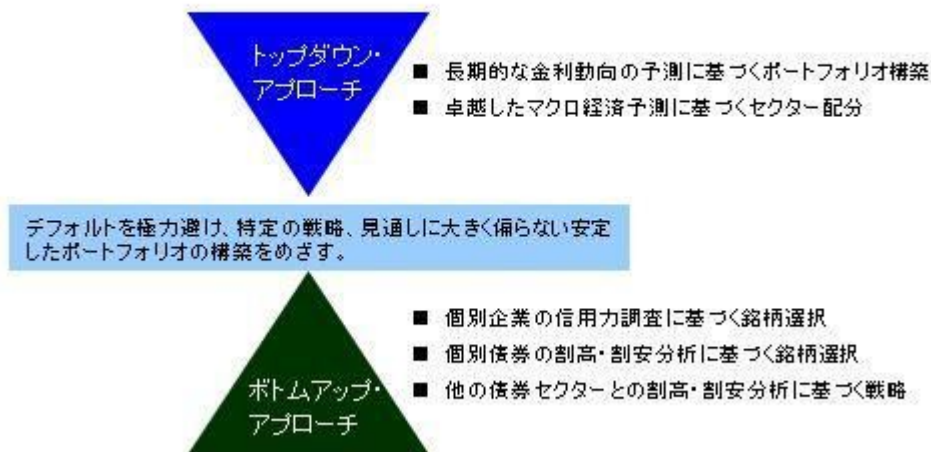 トップダウン・
アプローチ
■ 長期的な金利動向の予測に基づくポートフォリオ構築
■ 卓越したマクロ経済予測に基づくセクター配分
デフォルトを極力避け、特定の戦略、見通しに大きく偏らない安定
したポートフォリオの構築をめざす。
■ 個別企業の信用力調査に基づく銘柄選択
■ 個別債券の割高・割安分析に基づく銘柄選択
■ 他の債券セクターとの割高・割安分析に基づく戦略
ボトムアップ・
アプローチ